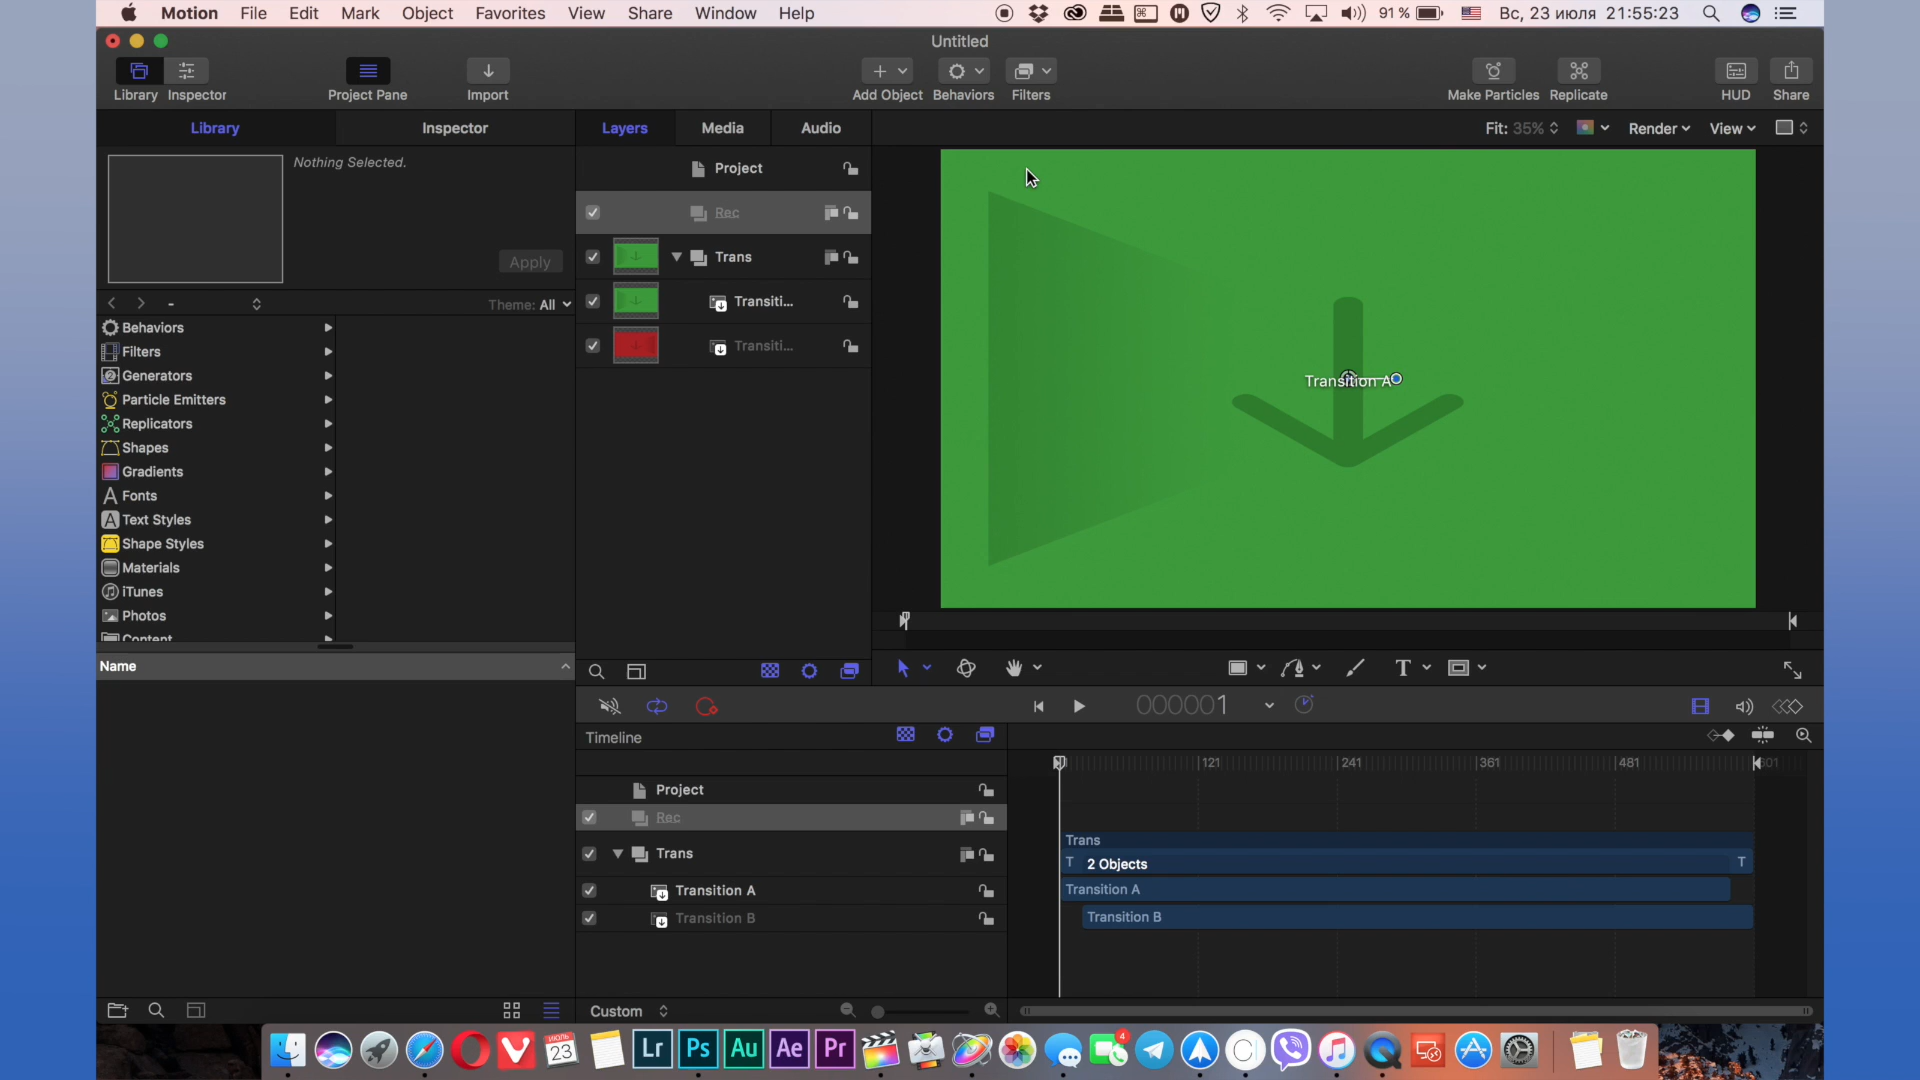 Motion File Edit Mark Object Favorites View Share Window Help 91 % Вс, 23 июля 21:55:23
Untitled
Library Inspector Project Pane Import Add Object Behaviors Filters Make Particles Replicate HUD Share
Library Inspector Layers Media Audio Fit: 35% Render View
Nothing Selected.
Apply
Theme: All
Behaviors
Filters
Generators
Particle Emitters
Replicators
Shapes
Gradients
Fonts
Text Styles
Shape Styles
Materials
iTunes
Photos
Content
Name
Project
Rec
Trans
Transiti...
Transiti...
Transition A
000001
Timeline
121 241 361 481 601
Project
Rec
Trans
Transition A
Transition B
Trans
T 2 Objects T
Transition A
Transition B
Custom
ИЮЛЬ
23
Lr Ps Au Ae Pr
4